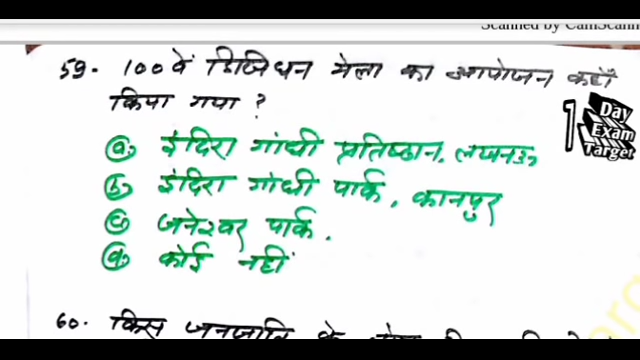 Scanned by CamScanner
59. 100वें डिजिधन मेला का आयोजन कहाँ
किया गया ?
1 Day Exam Target
(a) इंदिरा गांधी प्रतिष्ठान, लखनऊ
(b) इंदिरा गांधी पार्क, कानपुर
(c) जनेश्वर पार्क.
(d) कोई नहीं
60. किस जनजाति के